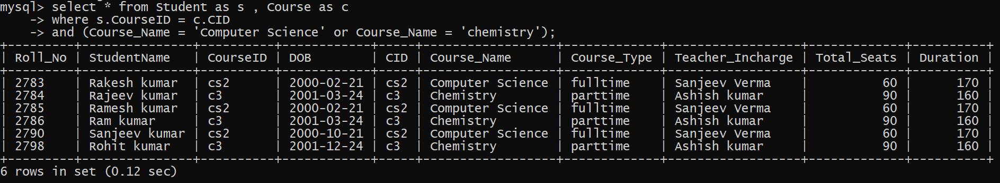 mysql> select * from Student as s , Course as c
    -> where s.CourseID = c.CID
    -> and (Course_Name = 'Computer Science' or Course_Name = 'chemistry');
+---------+---------------+----------+------------+-----+------------------+-------------+------------------+-------------+----------+
| Roll_No | StudentName   | CourseID | DOB        | CID | Course_Name      | Course_Type | Teacher_Incharge | Total_Seats | Duration |
+---------+---------------+----------+------------+-----+------------------+-------------+------------------+-------------+----------+
| 2783    | Rakesh kumar  | cs2      | 2000-02-21 | cs2 | Computer Science | fulltime    | Sanjeev Verma    |          60 |      170 |
| 2784    | Rajeev kumar  | c3       | 2001-03-24 | c3  | Chemistry        | parttime    | Ashish kumar     |          90 |      160 |
| 2785    | Ramesh kumar  | cs2      | 2000-02-21 | cs2 | Computer Science | fulltime    | Sanjeev Verma    |          60 |      170 |
| 2786    | Ram kumar     | c3       | 2001-03-24 | c3  | Chemistry        | parttime    | Ashish kumar     |          90 |      160 |
| 2790    | Sanjeev kumar | cs2      | 2000-10-21 | cs2 | Computer Science | fulltime    | Sanjeev Verma    |          60 |      170 |
| 2798    | Rohit kumar   | c3       | 2001-12-24 | c3  | Chemistry        | parttime    | Ashish kumar     |          90 |      160 |
+---------+---------------+----------+------------+-----+------------------+-------------+------------------+-------------+----------+
6 rows in set (0.12 sec)